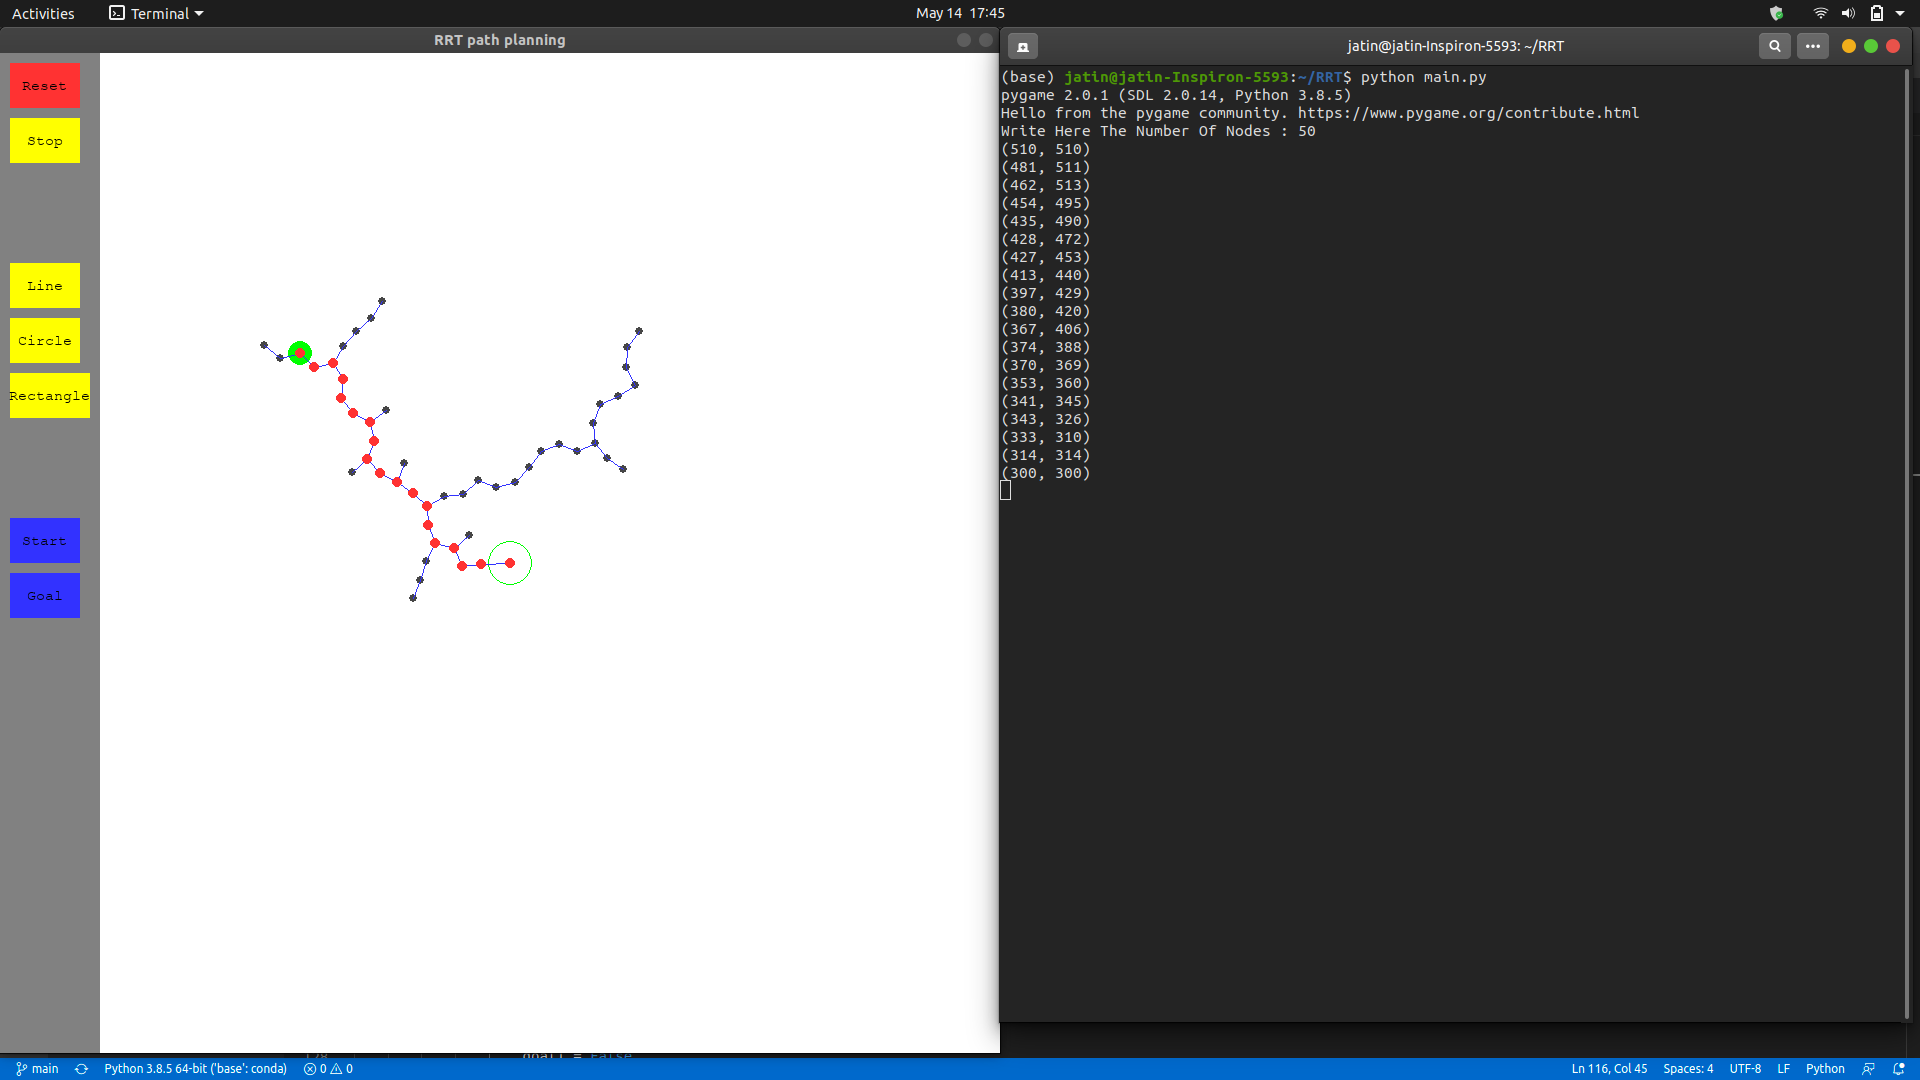 Activities
Terminal
May 14 17:45
RRT path planning
Reset
Stop
Line
Circle
Rectangle
Start
Goal
jatin@jatin-Inspiron-5593: ~/RRT
(base) jatin@jatin-Inspiron-5593:~/RRT$ python main.py
pygame 2.0.1 (SDL 2.0.14, Python 3.8.5)
Hello from the pygame community. https://www.pygame.org/contribute.html
Write Here The Number Of Nodes : 50
(510, 510)
(481, 511)
(462, 513)
(454, 495)
(435, 490)
(428, 472)
(427, 453)
(413, 440)
(397, 429)
(380, 420)
(367, 406)
(374, 388)
(370, 369)
(353, 360)
(341, 345)
(343, 326)
(333, 310)
(314, 314)
(300, 300)
main
Python 3.8.5 64-bit ('base': conda)
0
0
Ln 116, Col 45
Spaces: 4
UTF-8
LF
Python